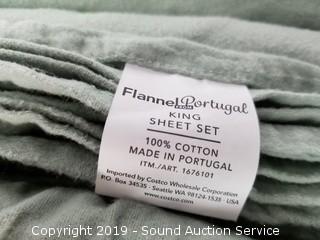 Flannel FROM Portugal
KING
SHEET SET
100% COTTON
MADE IN PORTUGAL
ITM./ART. 1676101
Imported by Costco Wholesale Corporation
P.O. Box 34535 · Seattle WA 98124-1535 · USA
www.costco.com
Copyright 2019 - Sound Auction Service